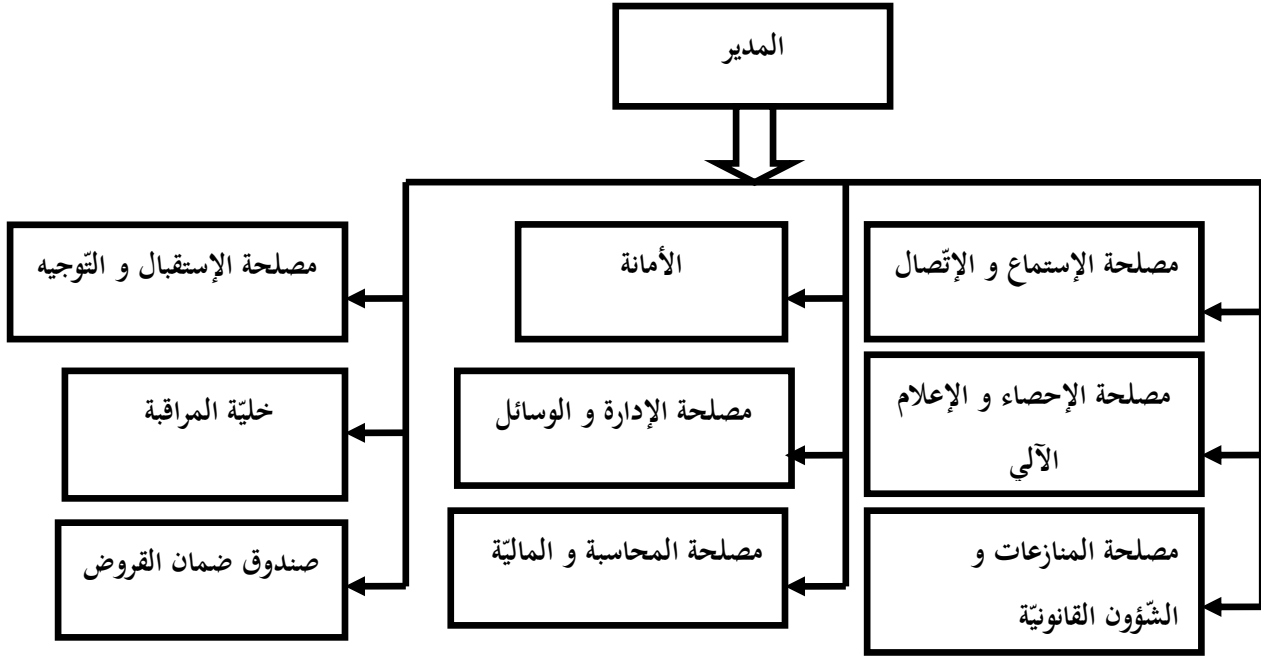 المدير
مصلحة الإستماع و الإتّصال
الأمانة
مصلحة الإستقبال و التّوجيه
مصلحة الإحصاء و الإعلام
الآلي
مصلحة الإدارة و الوسائل
خليّة المراقبة
مصلحة المنازعات و
الشّؤون القانونيّة
مصلحة المحاسبة و الماليّة
صندوق ضمان القروض